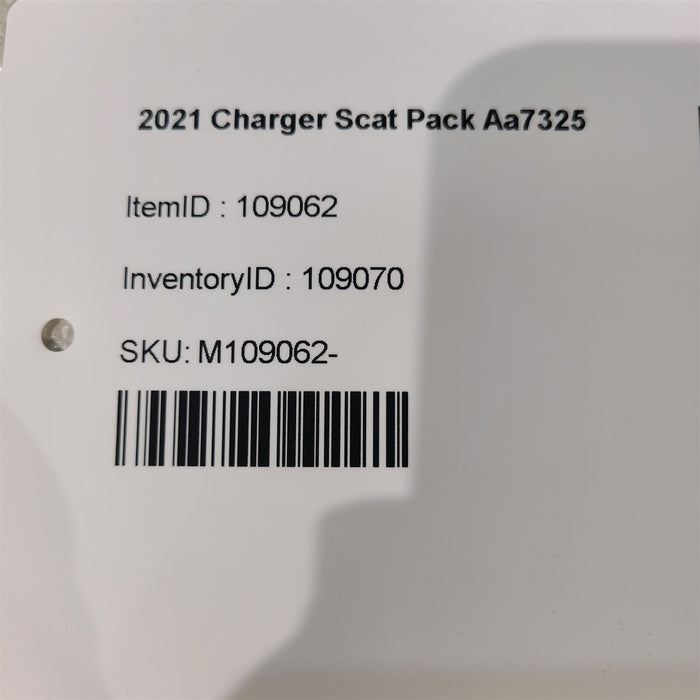 2021 Charger Scat Pack Aa7325
ItemID : 109062
InventoryID : 109070
SKU: M109062-